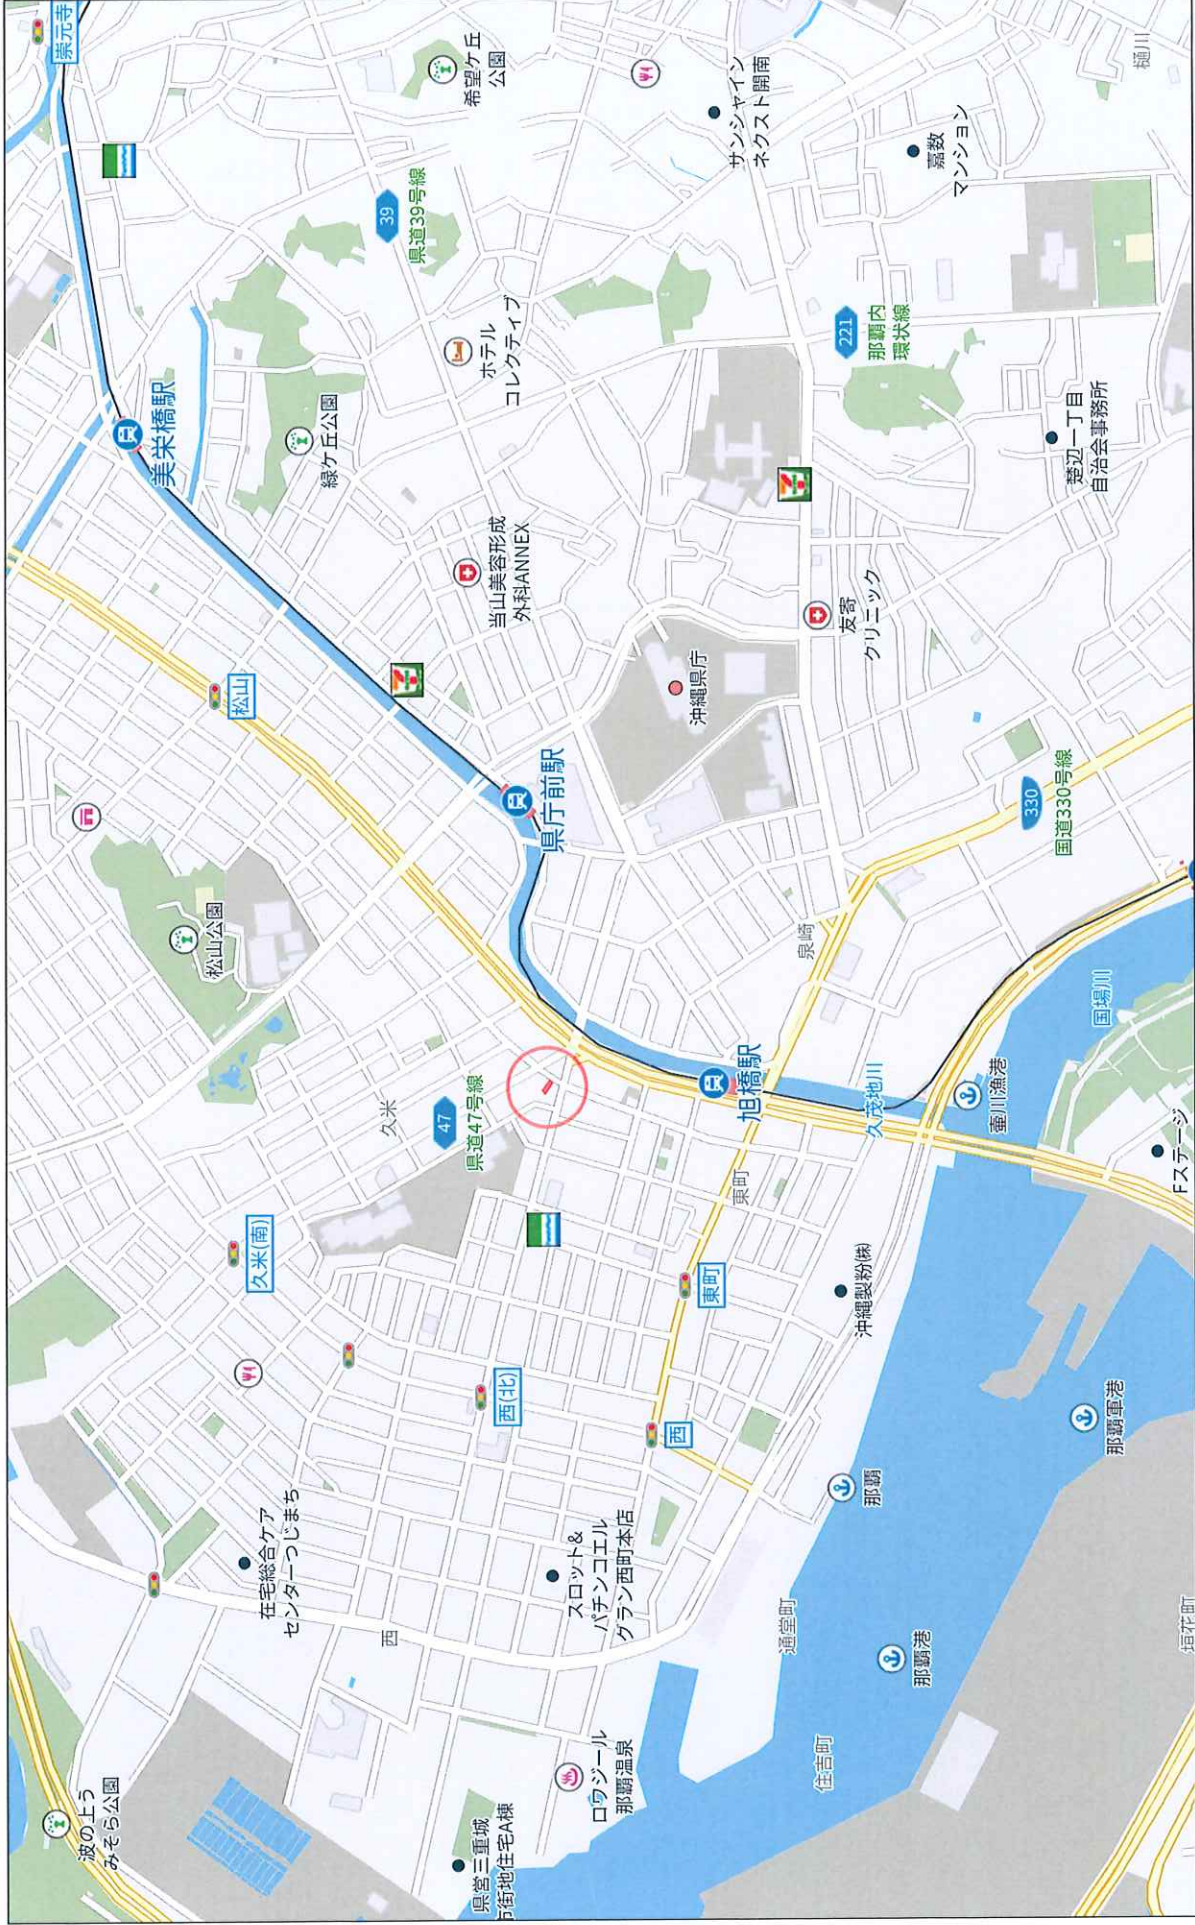 崇元寺
希望ケ丘
公園
サンシャイン
ネクスト開南
樋川
嘉数
マンション
39
県道39号線
美栄橋駅
緑ケ丘公園
ホテル
コレクティブ
221
那覇内
環状線
楚辺一丁目
自治会事務所
当山美容形成
外科ANNEX
友寄
クリニック
松山
沖縄県庁
県庁前駅
330
国道330号線
松山公園
泉崎
国場川
久米
47
県道47号線
旭橋駅
久茂地川
壷川漁港
Fステージ
東町
久米(南)
東町
沖縄製粉㈱
西(北)
西
那覇
那覇軍港
在宅総合ケア
センターつじまち
スロット&
パチンコエル
グラン西町本店
西
通堂町
那覇港
垣花町
住吉町
ロワジール
那覇温泉
波の上う
みそら公園
県営三重城
市街地住宅A棟